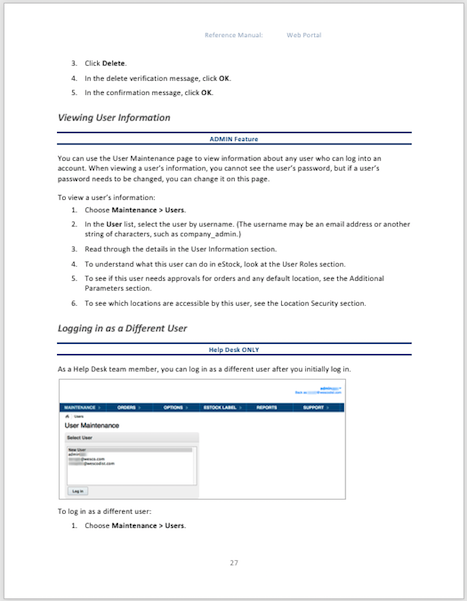 Reference Manual: Web Portal
3. Click Delete.
4. In the delete verification message, click OK.
5. In the confirmation message, click OK.
Viewing User Information
ADMIN Feature
You can use the User Maintenance page to view information about any user who can log into an
account. When viewing a user's information, you cannot see the user's password, but if a user's
password needs to be changed, you can change it on this page.
To view a user's information:
1. Choose Maintenance > Users.
2. In the User list, select the user by username. (The username may be an email address or another
string of characters, such as company_admin.)
3. Read through the details in the User Information section.
4. To understand what this user can do in eStock, look at the User Roles section.
5. To see if this user needs approvals for orders and any default location, see the Additional
Parameters section.
6. To see which locations are accessible by this user, see the Location Security section.
Logging in as a Different User
Help Desk ONLY
As a Help Desk team member, you can log in as a different user after you initially log in.
MAINTENANCE ORDERS OPTIONS ESTOCK LABEL REPORTS SUPPORT
Users
User Maintenance
Select User
New User
Log in
To log in as a different user:
1. Choose Maintenance > Users.
27